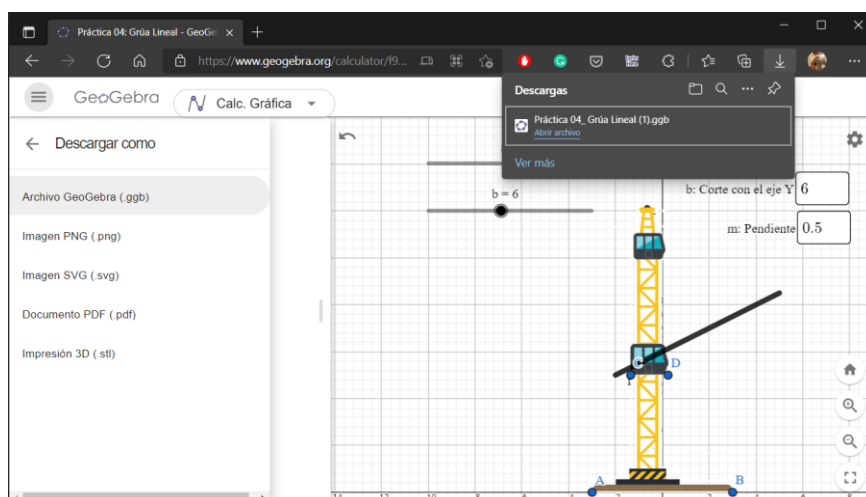 Práctica 04: Grúa Lineal - GeoGe
https://www.geogebra.org/calculator/f9...
GeoGebra
Calc. Gráfica
Descargas
Práctica 04_ Grúa Lineal (1).ggb
Abrir archivo
Ver más
Descargar como
Archivo GeoGebra (.ggb)
Imagen PNG (.png)
Imagen SVG (.svg)
Documento PDF (.pdf)
Impresión 3D (.stl)
b = 6
b: Corte con el eje Y 6
m: Pendiente 0.5
C
D
A
B